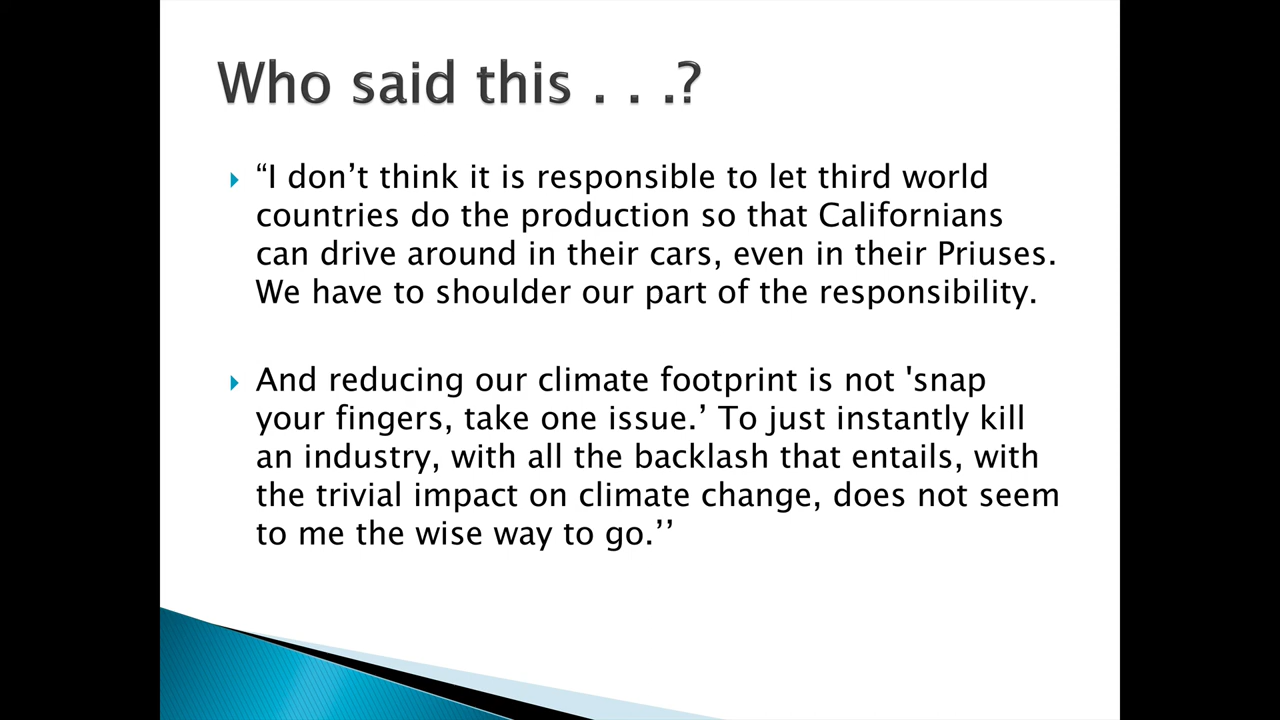 Who said this . . .?
“I don’t think it is responsible to let third world
countries do the production so that Californians
can drive around in their cars, even in their Priuses.
We have to shoulder our part of the responsibility.
And reducing our climate footprint is not 'snap
your fingers, take one issue.’ To just instantly kill
an industry, with all the backlash that entails, with
the trivial impact on climate change, does not seem
to me the wise way to go.’’